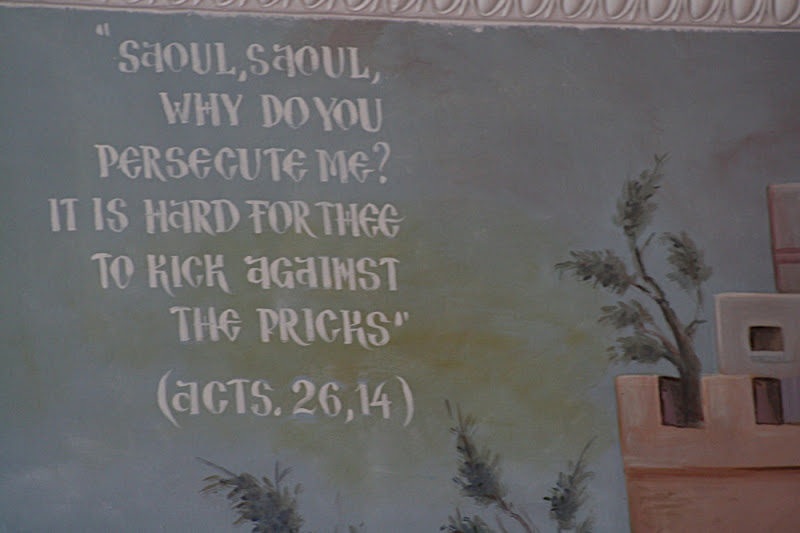 "SAOUL, SAOUL,
WHY DO YOU
PERSECUTE ME?
IT IS HARD FOR THEE
TO KICK AGAINST
THE PRICKS"
(ACTS. 26,14)